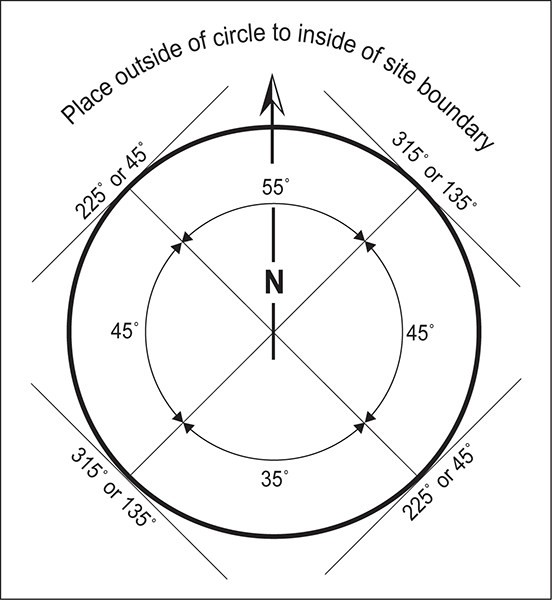 Place outside of circle to inside of site boundary
225° or 45°
315° or 135°
55°
N
45°
45°
35°
315° or 135°
225° or 45°